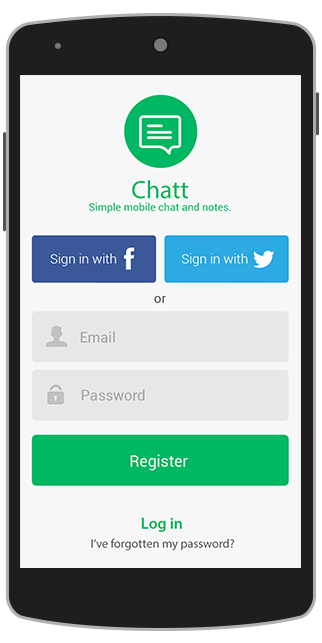 Chatt
Simple mobile chat and notes.
Sign in with f
Sign in with
or
Email
Password
Register
Log in
I've forgotten my password?